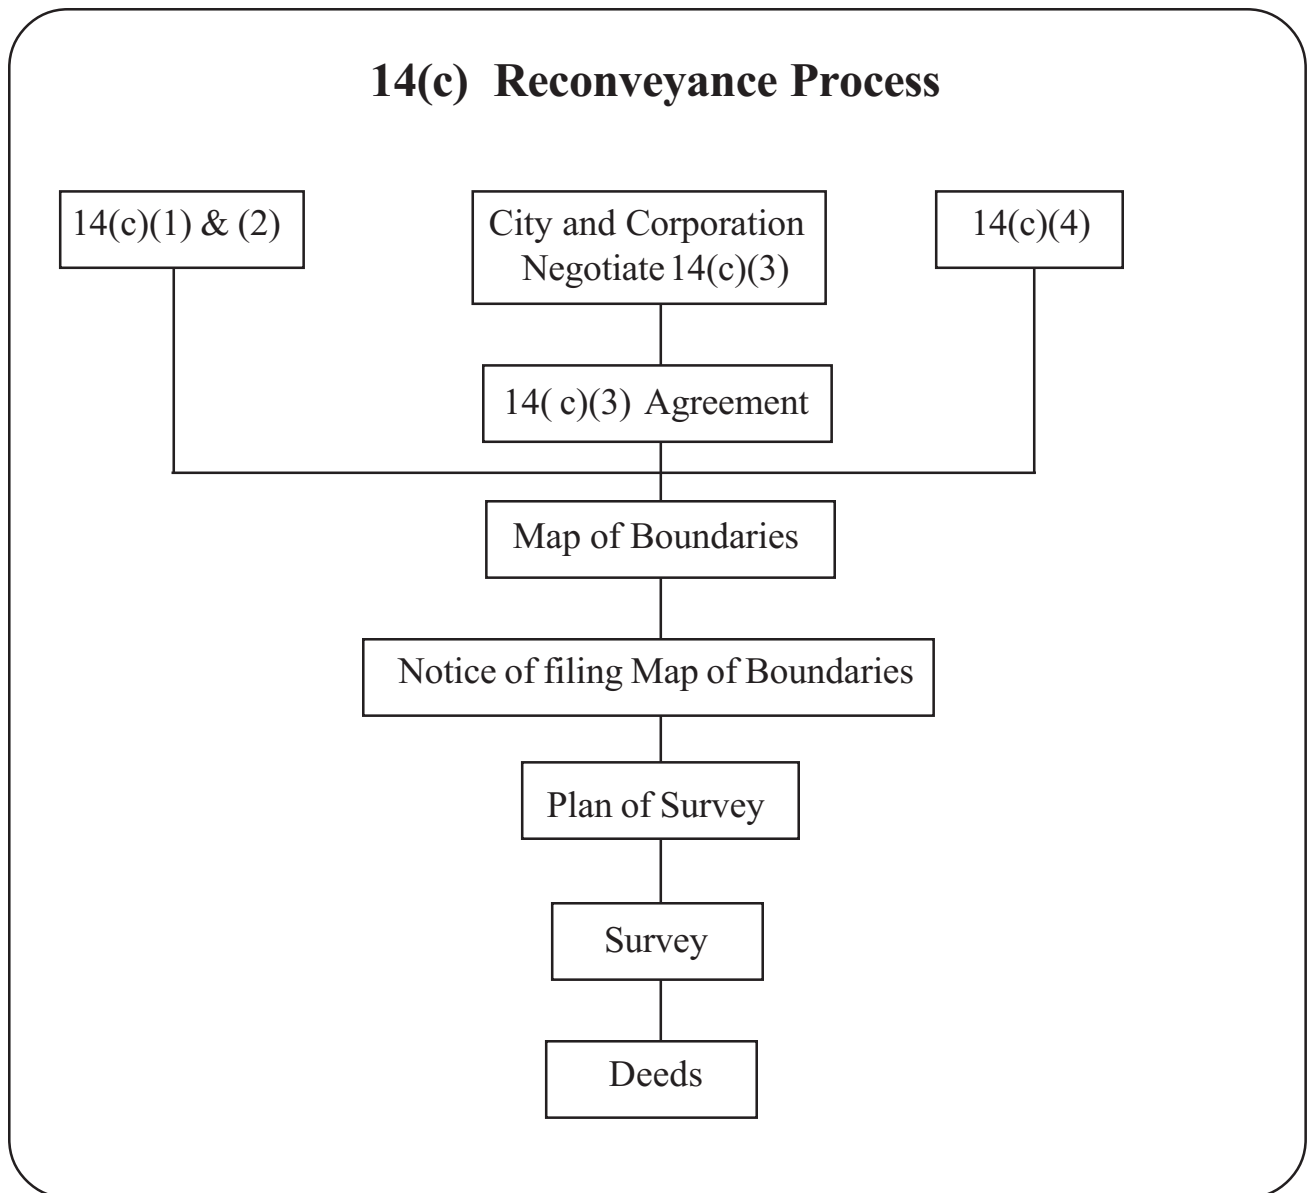 14(c) Reconveyance Process
14(c)(1) & (2)
City and Corporation
Negotiate 14(c)(3)
14(c)(4)
14( c)(3) Agreement
Map of Boundaries
Notice of filing Map of Boundaries
Plan of Survey
Survey
Deeds